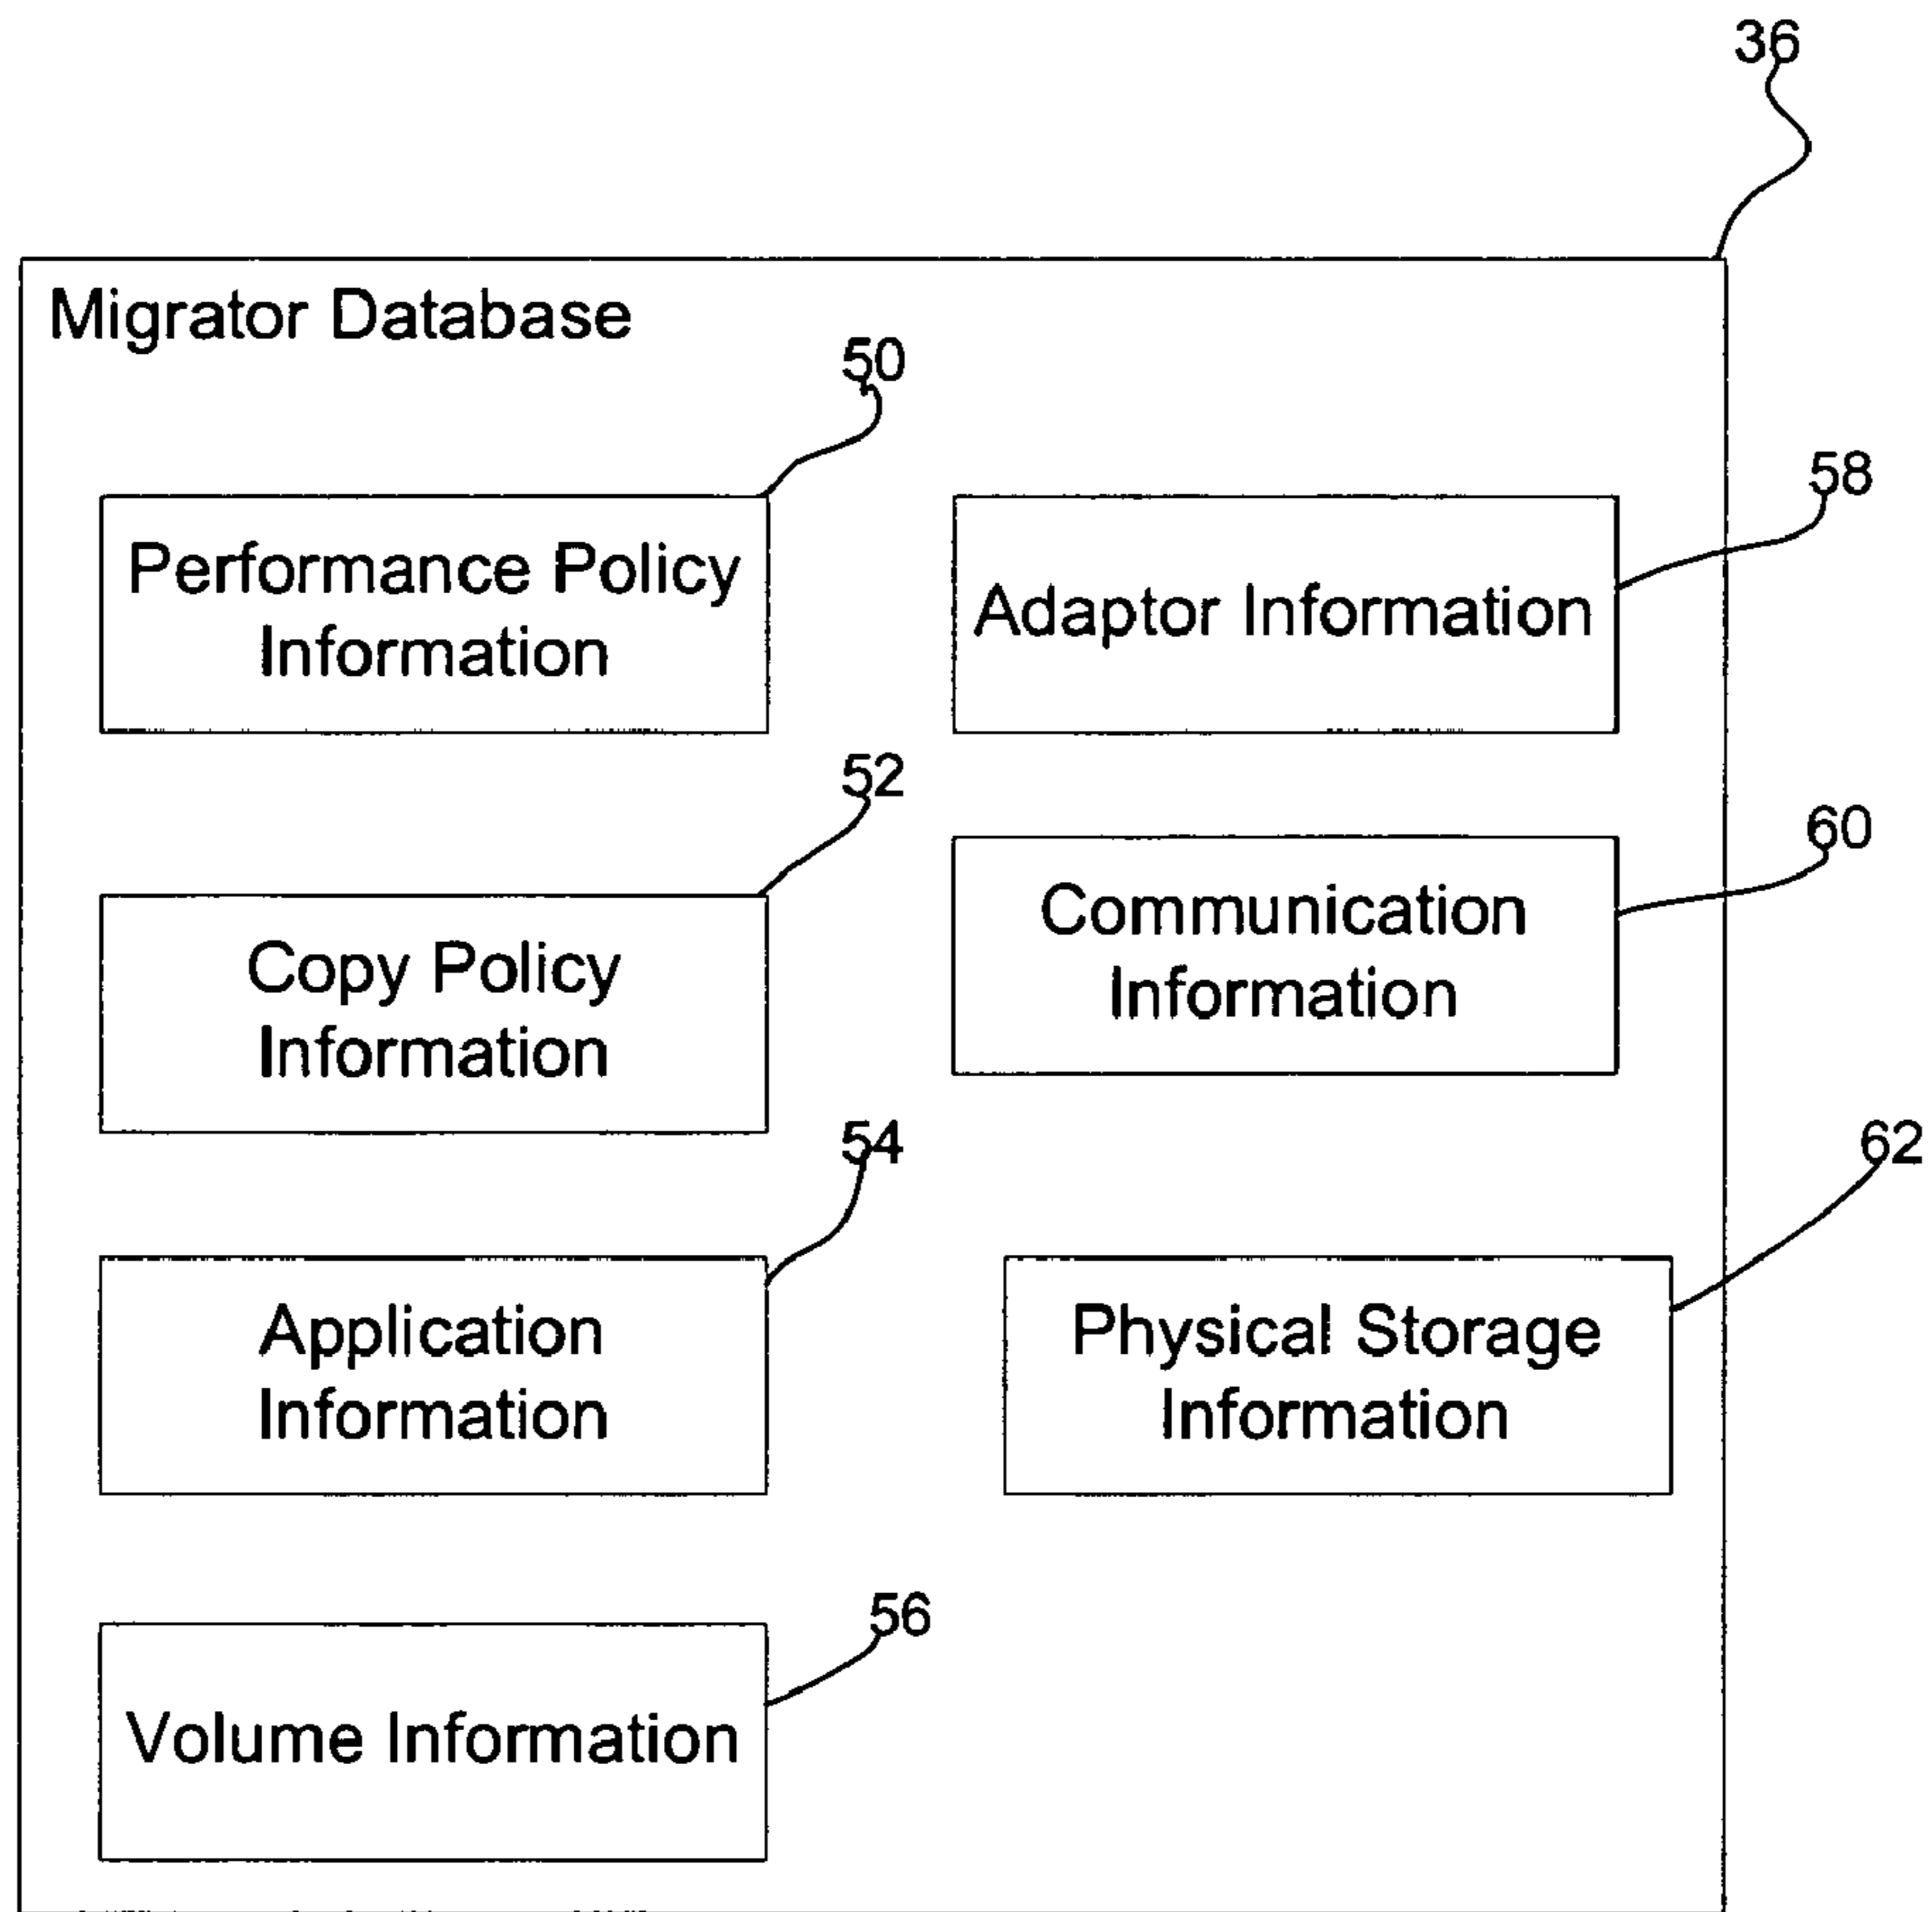 36
Migrator Database
50
Performance Policy
Information
58
Adaptor Information
52
Copy Policy
Information
60
Communication
Information
54
Application
Information
62
Physical Storage
Information
56
Volume Information